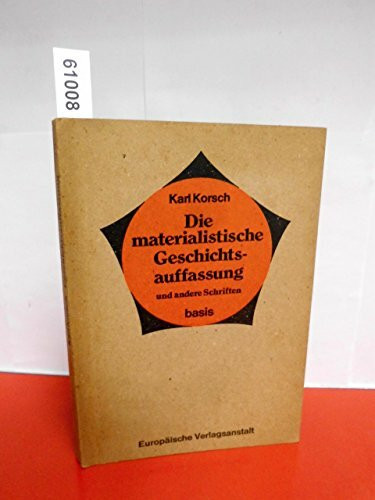 61008
Karl Korsch
Die
materialistische
Geschichts-
auffassung
und andere Schriften
basis
Europäische Verlagsanstalt